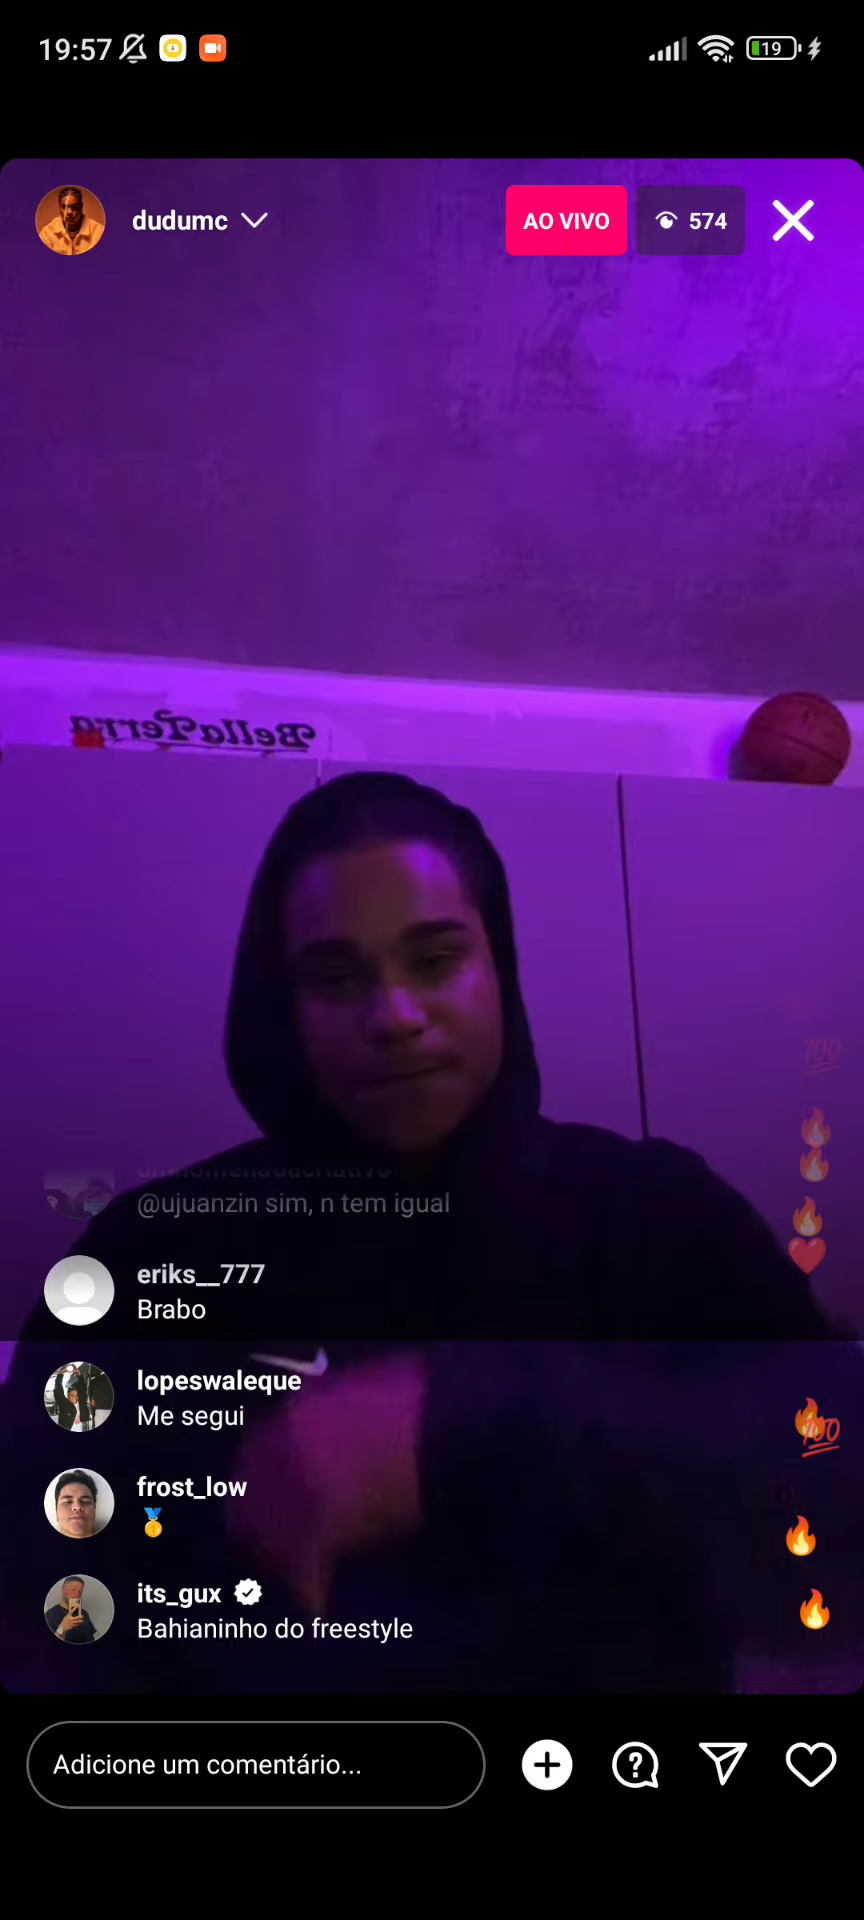 19:57
19
dudumc
AO VIVO
574
BellaTerra
@ujuanzin sim, n tem igual
eriks__777
Brabo
lopeswaleque
Me segui
frost_low
its_gux
Bahianinho do freestyle
Adicione um comentário...